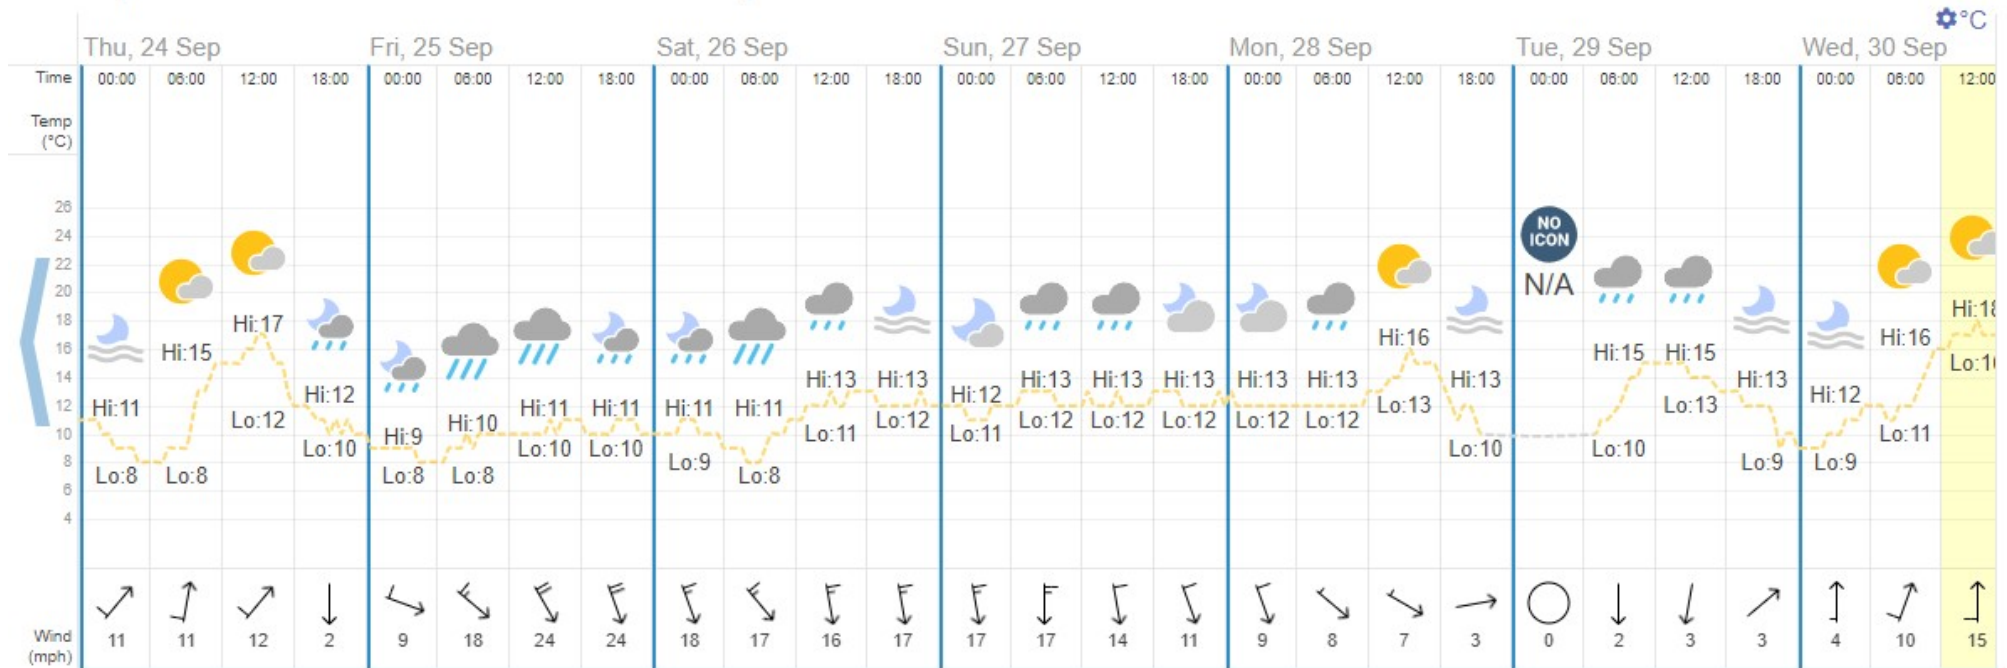 °C
Thu, 24 Sep Fri, 25 Sep Sat, 26 Sep Sun, 27 Sep Mon, 28 Sep Tue, 29 Sep Wed, 30 Sep
Time 00:00 06:00 12:00 18:00 00:00 06:00 12:00 18:00 00:00 06:00 12:00 18:00 00:00 06:00 12:00 18:00 00:00 06:00 12:00 18:00 00:00 06:00 12:00 18:00 00:00 06:00 12:00
Temp
(°C)
26
24
22
20
18
16
14
12
10
8
6
4
Hi:11 Lo:8
Hi:15 Lo:8
Hi:17 Lo:12
Hi:12 Lo:10
Hi:9 Lo:8
Hi:10 Lo:8
Hi:11 Lo:10
Hi:11 Lo:10
Hi:11 Lo:9
Hi:11 Lo:8
Hi:13 Lo:11
Hi:13 Lo:12
Hi:12 Lo:11
Hi:13 Lo:12
Hi:13 Lo:12
Hi:13 Lo:12
Hi:13 Lo:12
Hi:13 Lo:12
Hi:16 Lo:13
Hi:13 Lo:10
NO
ICON
N/A
Hi:15 Lo:10
Hi:15 Lo:13
Hi:13 Lo:9
Hi:12 Lo:9
Hi:16 Lo:11
Hi:18
Wind
(mph)
11 11 12 2 9 18 24 24 18 17 16 17 17 17 14 11 9 8 7 3 0 2 3 3 4 10 15